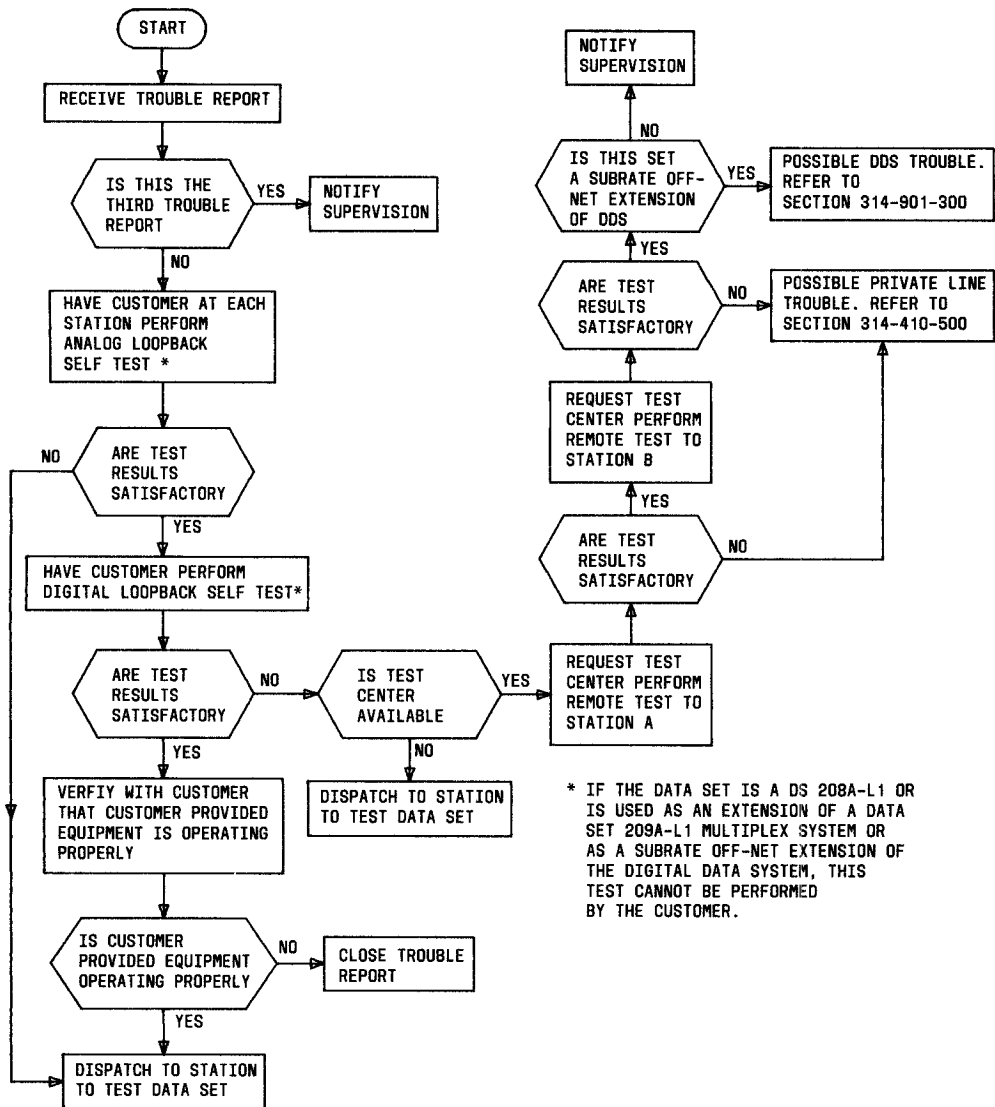 START
RECEIVE TROUBLE REPORT
IS THIS THE
THIRD TROUBLE
REPORT
YES
NOTIFY
SUPERVISION
NO
HAVE CUSTOMER AT EACH
STATION PERFORM
ANALOG LOOPBACK
SELF TEST *
ARE TEST
RESULTS
SATISFACTORY
NO
YES
HAVE CUSTOMER PERFORM
DIGITAL LOOPBACK SELF TEST*
ARE TEST
RESULTS
SATISFACTORY
NO
IS TEST
CENTER
AVAILABLE
YES
NO
DISPATCH TO STATION
TO TEST DATA SET
YES
VERFIY WITH CUSTOMER
THAT CUSTOMER PROVIDED
EQUIPMENT IS OPERATING
PROPERLY
IS CUSTOMER
PROVIDED EQUIPMENT
OPERATING PROPERLY
NO
CLOSE TROUBLE
REPORT
YES
DISPATCH TO STATION
TO TEST DATA SET
NOTIFY
SUPERVISION
NO
IS THIS SET
A SUBRATE OFF-
NET EXTENSION
OF DDS
YES
POSSIBLE DDS TROUBLE.
REFER TO
SECTION 314-901-300
YES
ARE TEST
RESULTS
SATISFACTORY
NO
POSSIBLE PRIVATE LINE
TROUBLE. REFER TO
SECTION 314-410-500
REQUEST TEST
CENTER PERFORM
REMOTE TEST TO
STATION B
YES
ARE TEST
RESULTS
SATISFACTORY
NO
REQUEST TEST
CENTER PERFORM
REMOTE TEST TO
STATION A
* IF THE DATA SET IS A DS 208A-L1 OR
IS USED AS AN EXTENSION OF A DATA
SET 209A-L1 MULTIPLEX SYSTEM OR
AS A SUBRATE OFF-NET EXTENSION OF
THE DIGITAL DATA SYSTEM, THIS
TEST CANNOT BE PERFORMED
BY THE CUSTOMER.